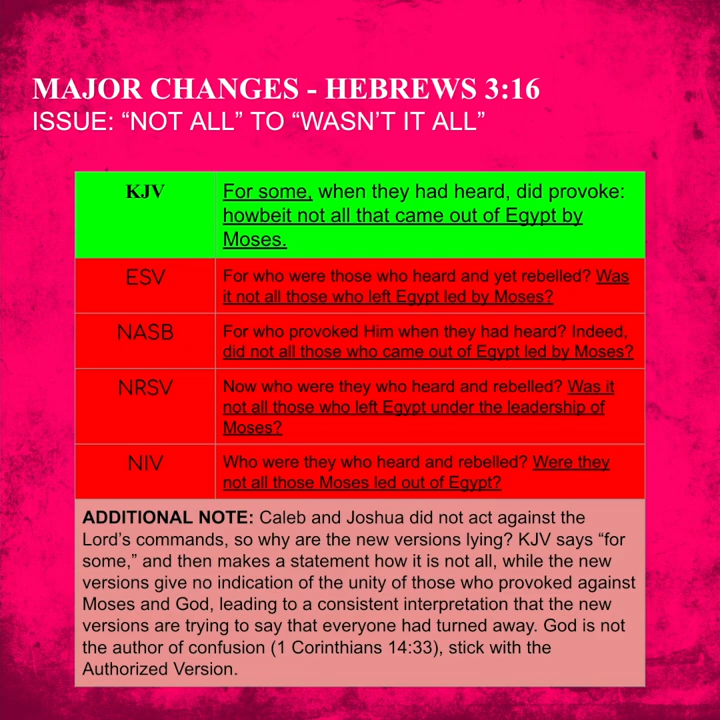 MAJOR CHANGES - HEBREWS 3:16
ISSUE: “NOT ALL” TO “WASN’T IT ALL”
KJV
For some, when they had heard, did provoke:
howbeit not all that came out of Egypt by
Moses.
ESV
For who were those who heard and yet rebelled? Was
it not all those who left Egypt led by Moses?
NASB
For who provoked Him when they had heard? Indeed,
did not all those who came out of Egypt led by Moses?
NRSV
Now who were they who heard and rebelled? Was it
not all those who left Egypt under the leadership of
Moses?
NIV
Who were they who heard and rebelled? Were they
not all those Moses led out of Egypt?
ADDITIONAL NOTE: Caleb and Joshua did not act against the
Lord’s commands, so why are the new versions lying? KJV says “for
some,” and then makes a statement how it is not all, while the new
versions give no indication of the unity of those who provoked against
Moses and God, leading to a consistent interpretation that the new
versions are trying to say that everyone had turned away. God is not
the author of confusion (1 Corinthians 14:33), stick with the
Authorized Version.